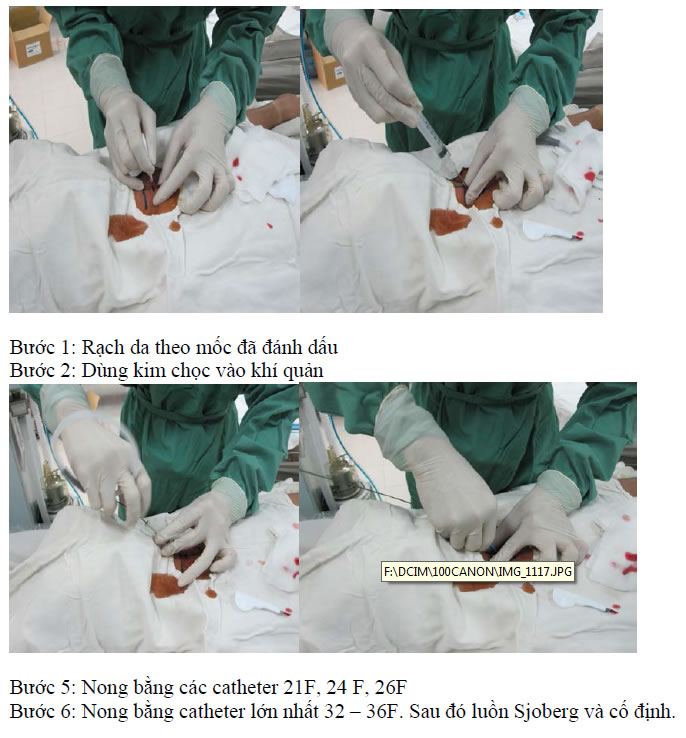 Bước 1: Rạch da theo mốc đã đánh dấu
Bước 2: Dùng kim chọc vào khí quản
F:\DCIM\100CANON\IMG_1117.JPG
Bước 5: Nong bằng các catheter 21F, 24 F, 26F
Bước 6: Nong bằng catheter lớn nhất 32 – 36F. Sau đó luồn Sjoberg và cố định.